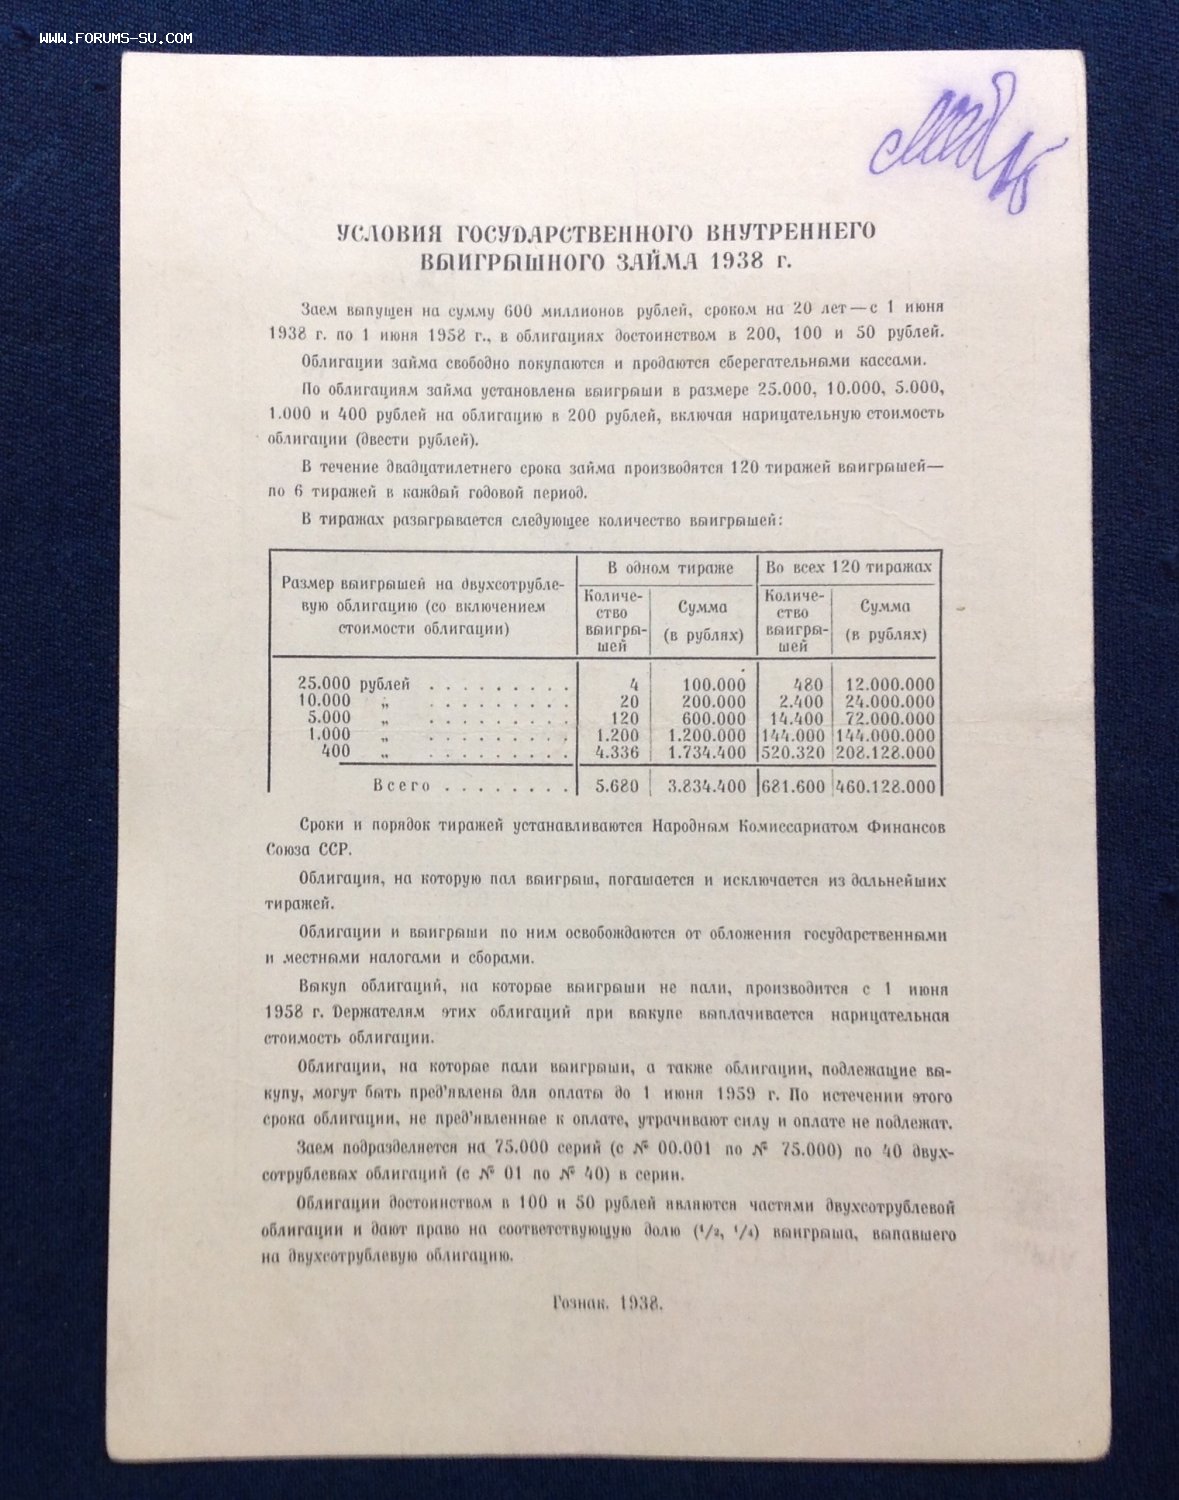 WWW.FORUMS-SU.COM
УСЛОВИЯ ГОСУДАРСТВЕННОГО ВНУТРЕННЕГО
ВЫИГРЫШНОГО ЗАЙМА 1938 г.
Заем выпущен на сумму 600 миллионов рублей, сроком на 20 лет — с 1 июня
1938 г. по 1 июня 1958 г., в облигациях достоинством в 200, 100 и 50 рублей.
Облигации займа свободно покупаются и продаются сберегательными кассами.
По облигациям займа установлены выигрыши в размере 25.000, 10.000, 5.000,
1.000 и 400 рублей на облигацию в 200 рублей, включая нарицательную стоимость
облигации (двести рублей).
В течение двадцатилетнего срока займа производятся 120 тиражей выигрышей—
по 6 тиражей в каждый годовой период.
В тиражах разыгрывается следующее количество выигрышей:
Размер выигрышей на двухсотрубле-
вую облигацию (со включением
стоимости облигации)
В одном тираже
Во всех 120 тиражах
Количе-
ство
выигры-
шей
Сумма
(в рублях)
Количе-
ство
выигры-
шей
Сумма
(в рублях)
25.000 рублей . . . . . . . . . 4 100.000 480 12.000.000
10.000 „ . . . . . . . . . 20 200.000 2.400 24.000.000
5.000 „ . . . . . . . . . 120 600.000 14.400 72.000.000
1.000 „ . . . . . . . . . 1.200 1.200.000 144.000 144.000.000
400 „ . . . . . . . . . 4.336 1.734.400 520.320 208.128.000
Всего . . . . . . . . 5.680 3.834.400 681.600 460.128.000
Сроки и порядок тиражей устанавливаются Народным Комиссариатом Финансов
Союза ССР.
Облигация, на которую пал выигрыш, погашается и исключается из дальнейших
тиражей.
Облигации и выигрыши по ним освобождаются от обложения государственными
и местными налогами и сборами.
Выкуп облигаций, на которые выигрыши не пали, производится с 1 июня
1958 г. Держателям этих облигаций при выкупе выплачивается нарицательная
стоимость облигации.
Облигации, на которые пали выигрыши, а также облигации, подлежащие вы-
купу, могут быть пред'явлены для оплаты до 1 июня 1959 г. По истечении этого
срока облигации, не пред'явленные к оплате, утрачивают силу и оплате не подлежат.
Заем подразделяется на 75.000 серий (с № 00.001 по № 75.000) по 40 двух-
сотрублевых облигаций (с № 01 по № 40) в серии.
Облигации достоинством в 100 и 50 рублей являются частями двухсотрублевой
облигации и дают право на соответствующую долю (1/2, 1/4) выигрыша, выпавшего
на двухсотрублевую облигацию.
Гознак. 1938.